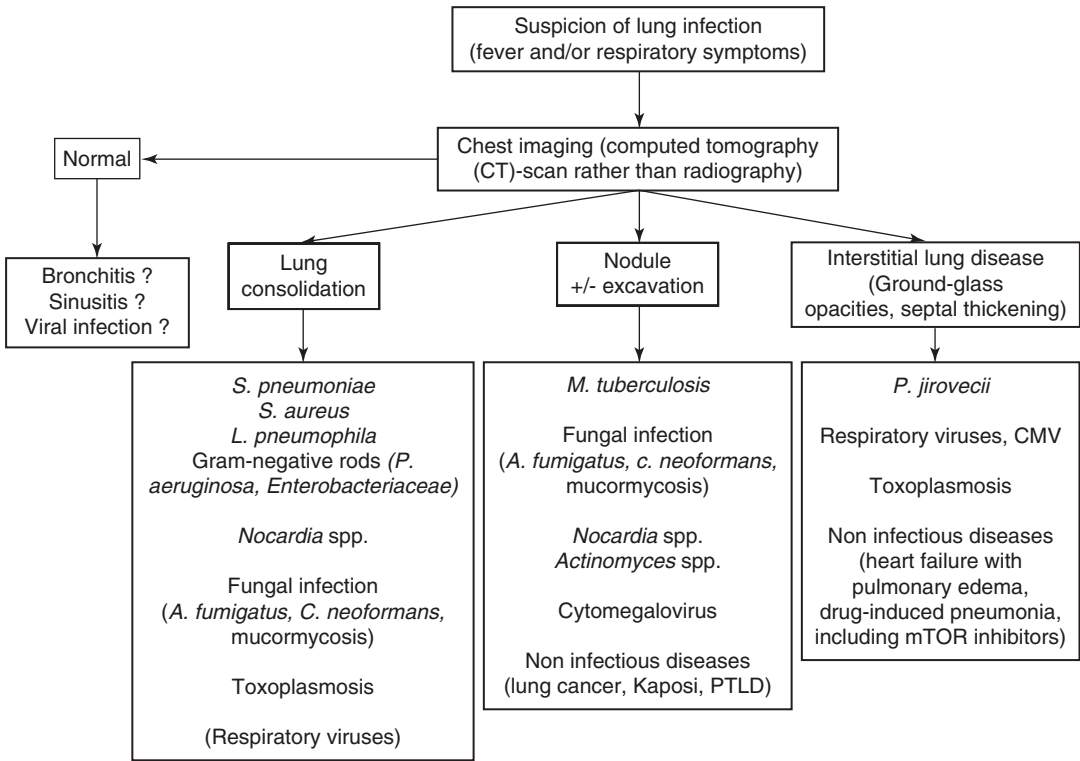 Suspicion of lung infection
(fever and/or respiratory symptoms)
Chest imaging (computed tomography
(CT)-scan rather than radiography)
Normal
Bronchitis ?
Sinusitis ?
Viral infection ?
Lung
consolidation
Nodule
+/- excavation
Interstitial lung disease
(Ground-glass
opacities, septal thickening)
S. pneumoniae
S. aureus
L. pneumophila
Gram-negative rods (P.
aeruginosa, Enterobacteriaceae)
Nocardia spp.
Fungal infection
(A. fumigatus, C. neoformans,
mucormycosis)
Toxoplasmosis
(Respiratory viruses)
M. tuberculosis
Fungal infection
(A. fumigatus, c. neoformans,
mucormycosis)
Nocardia spp.
Actinomyces spp.
Cytomegalovirus
Non infectious diseases
(lung cancer, Kaposi, PTLD)
P. jirovecii
Respiratory viruses, CMV
Toxoplasmosis
Non infectious diseases
(heart failure with
pulmonary edema,
drug-induced pneumonia,
including mTOR inhibitors)